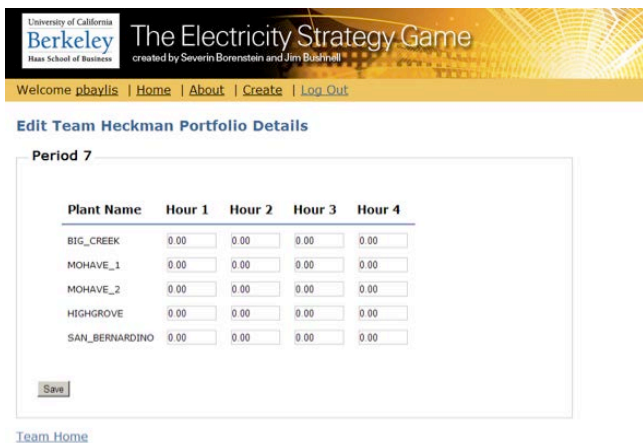 University of California
Berkeley
Haas School of Business
The Electricity Strategy Game
created by Severin Borenstein and Jim Bushnell
Welcome pbaylis | Home | About | Create | Log Out
Edit Team Heckman Portfolio Details
Period 7
Plant Name Hour 1 Hour 2 Hour 3 Hour 4
BIG_CREEK 0.00 0.00 0.00 0.00
MOHAVE_1 0.00 0.00 0.00 0.00
MOHAVE_2 0.00 0.00 0.00 0.00
HIGHGROVE 0.00 0.00 0.00 0.00
SAN_BERNARDINO 0.00 0.00 0.00 0.00
Save
Team Home